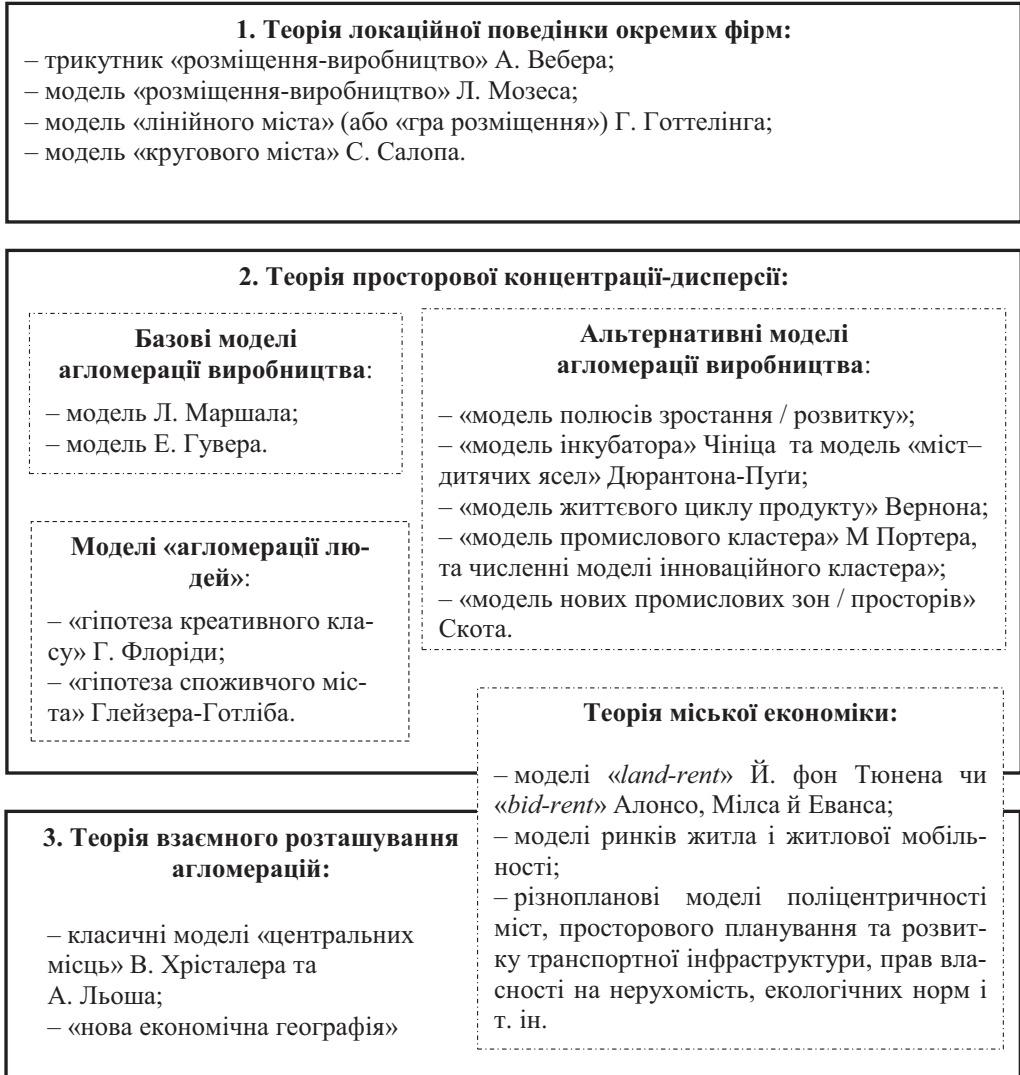 1. Теорія локаційної поведінки окремих фірм:
– трикутник «розміщення-виробництво» А. Вебера;
– модель «розміщення-виробництво» Л. Мозеса;
– модель «лінійного міста» (або «гра розміщення») Г. Готтелінга;
– модель «кругового міста» С. Салопа.
2. Теорія просторової концентрації-дисперсії:
Базові моделі
агломерації виробництва:
– модель Л. Маршала;
– модель Е. Гувера.
Моделі «агломерації лю-
дей»:
– «гіпотеза креативного кла-
су» Г. Флоріди;
– «гіпотеза споживчого міс-
та» Глейзера-Готліба.
Альтернативні моделі
агломерації виробництва:
– «модель полюсів зростання / розвитку»;
– «модель інкубатора» Чініца та модель «міст–
дитячих ясел» Дюрантона-Пуґи;
– «модель життєвого циклу продукту» Вернона;
– «модель промислового кластера» М Портера,
та численні моделі інноваційного кластера»;
– «модель нових промислових зон / просторів»
Скота.
Теорія міської економіки:
– моделі «land-rent» Й. фон Тюнена чи
«bid-rent» Алонсо, Мілса й Еванса;
– моделі ринків житла і житлової мобіль-
ності;
– різнопланові моделі поліцентричності
міст, просторового планування та розвит-
ку транспортної інфраструктури, прав вла-
сності на нерухомість, екологічних норм і
т. ін.
3. Теорія взаємного розташування
агломерацій:
– класичні моделі «центральних
місць» В. Хрісталера та
А. Льоша;
– «нова економічна географія»